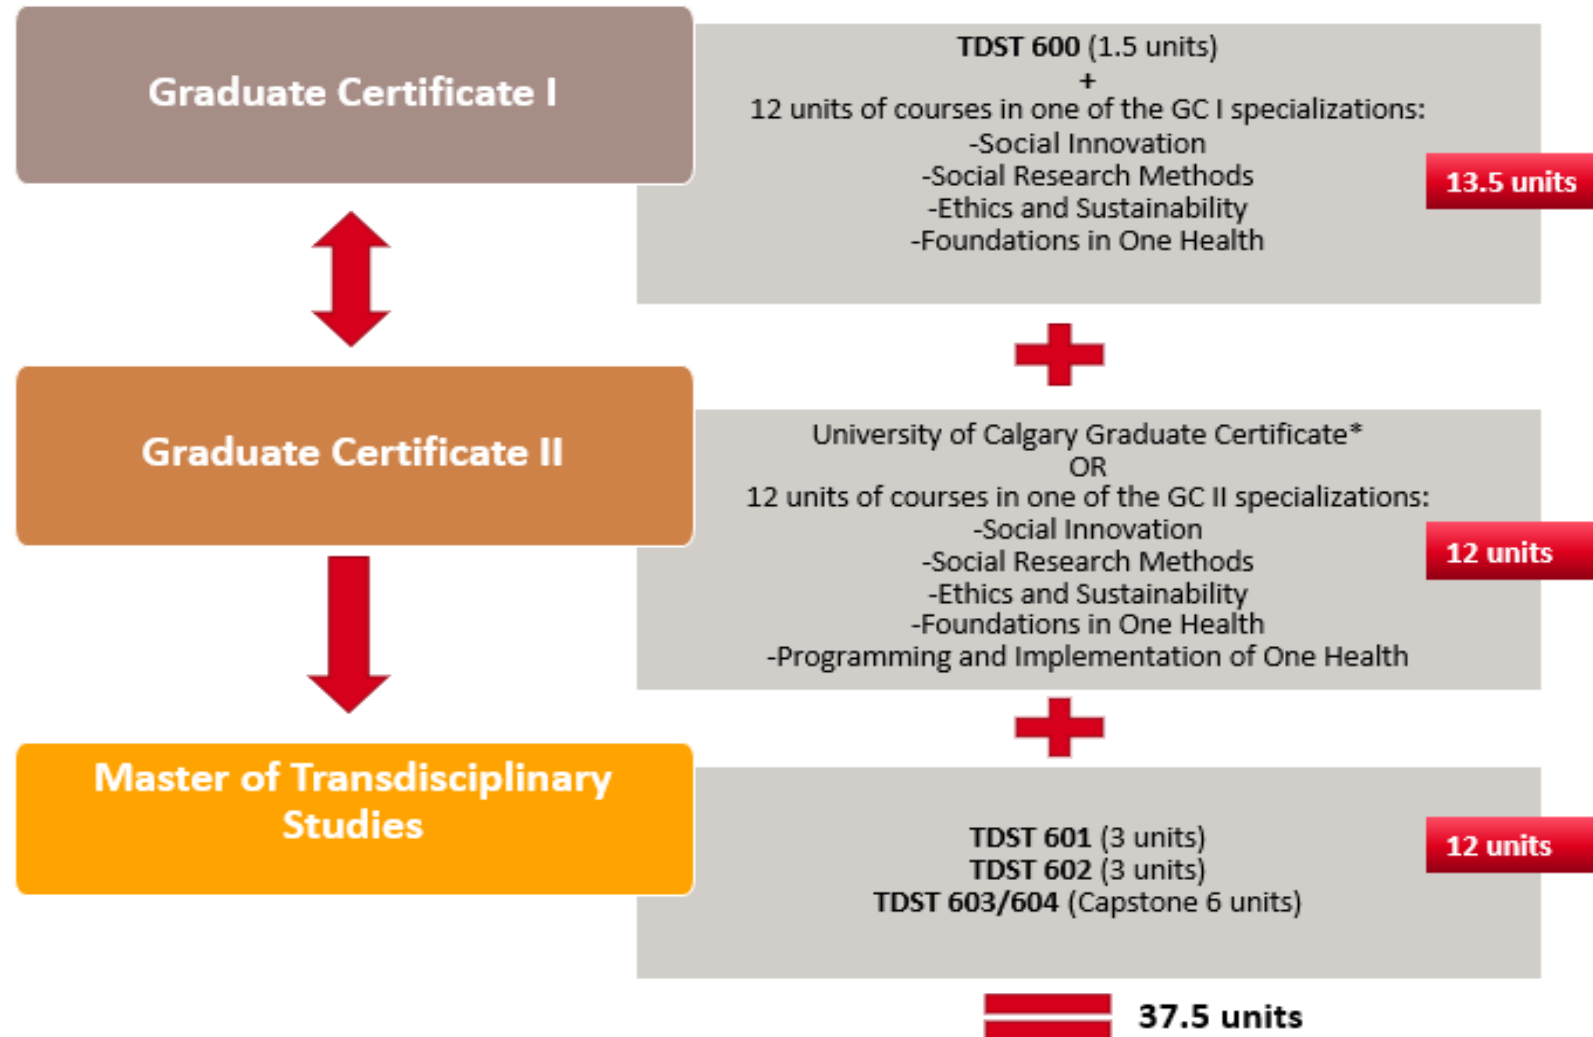 Graduate Certificate I
TDST 600 (1.5 units)
+
12 units of courses in one of the GC I specializations:
-Social Innovation
-Social Research Methods
-Ethics and Sustainability
-Foundations in One Health
13.5 units
Graduate Certificate II
University of Calgary Graduate Certificate*
OR
12 units of courses in one of the GC II specializations:
-Social Innovation
-Social Research Methods
-Ethics and Sustainability
-Foundations in One Health
-Programming and Implementation of One Health
12 units
Master of Transdisciplinary
Studies
TDST 601 (3 units)
TDST 602 (3 units)
TDST 603/604 (Capstone 6 units)
12 units
37.5 units